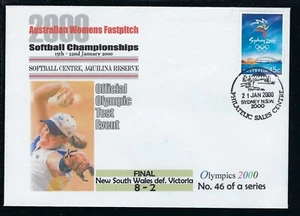 2000
Australian Womens Fastpitch
Softball Championships
15th - 22nd January 2000
SOFTBALL CENTRE, AQUILINA RESERVE
Official
Olympic
Test
Event
Sydney 2000
45c
21 JAN 2000
SYDNEY N.S.W.
2000
PHILATELIC SALES CENTRE
FINAL
New South Wales def. Victoria
8 - 2
Olympics 2000
No. 46 of a series